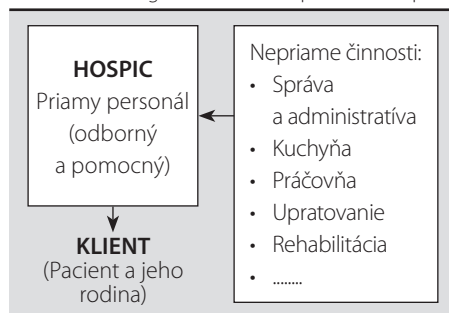 HOSPIC
Priamy personál
(odborný
a pomocný)
KLIENT
(Pacient a jeho
rodina)
Nepriame činnosti:
• Správa
a administratíva
• Kuchyňa
• Práčovňa
• Upratovanie
• Rehabilitácia
• ........